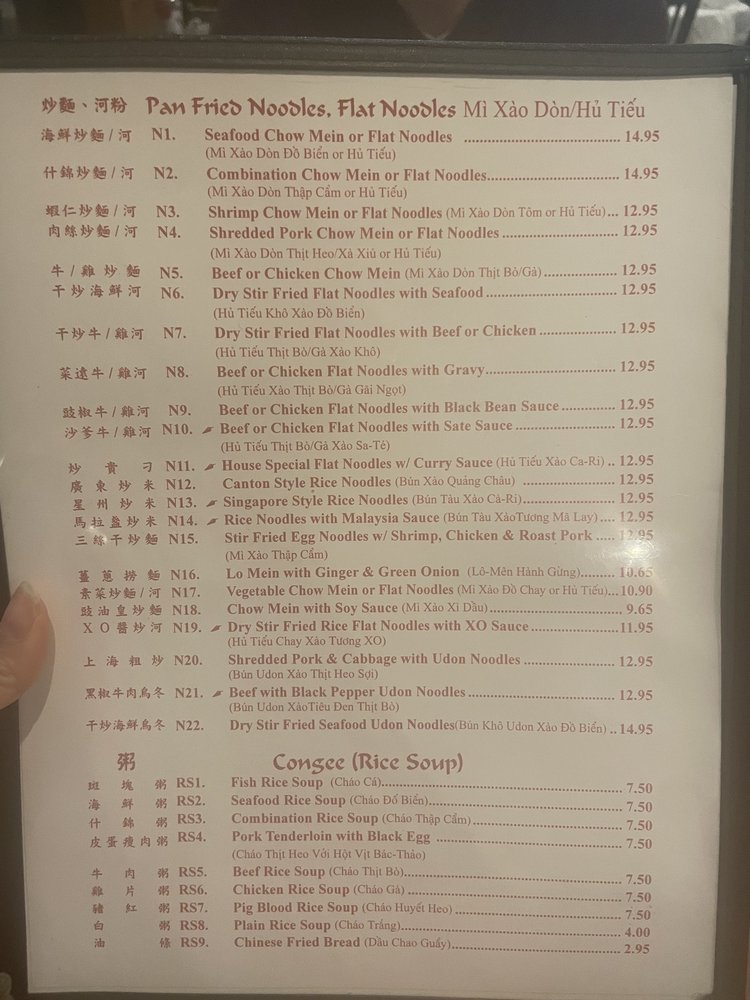 炒麵、河粉 Pan Fried Noodles, Flat Noodles Mì Xào Dòn/Hủ Tiếu
海鮮炒麵/河 N1. Seafood Chow Mein or Flat Noodles 14.95
(Mì Xào Dòn Đồ Biển or Hủ Tiếu)
什錦炒麵/河 N2. Combination Chow Mein or Flat Noodles 14.95
(Mì Xào Dòn Thập Cẩm or Hủ Tiếu)
蝦仁炒麵/河 N3. Shrimp Chow Mein or Flat Noodles (Mì Xào Dòn Tôm or Hủ Tiếu) 12.95
肉絲炒麵/河 N4. Shredded Pork Chow Mein or Flat Noodles 12.95
(Mì Xào Dòn Thịt Heo/Xà Xiú or Hủ Tiếu)
牛/雞炒麵 N5. Beef or Chicken Chow Mein (Mì Xào Dòn Thịt Bò/Gà) 12.95
干炒海鮮河 N6. Dry Stir Fried Flat Noodles with Seafood 12.95
(Hủ Tiếu Khô Xào Đồ Biển)
干炒牛/雞河 N7. Dry Stir Fried Flat Noodles with Beef or Chicken 12.95
(Hủ Tiếu Thịt Bò/Gà Xào Khô)
菜遠牛/雞河 N8. Beef or Chicken Flat Noodles with Gravy 12.95
(Hủ Tiếu Xào Thịt Bò/Gà Gãi Ngọt)
豉椒牛/雞河 N9. Beef or Chicken Flat Noodles with Black Bean Sauce 12.95
沙爹牛/雞河 N10. Beef or Chicken Flat Noodles with Sate Sauce 12.95
(Hủ Tiếu Thịt Bò/Gà Xào Sa-Té)
炒貴刁 N11. House Special Flat Noodles w/ Curry Sauce (Hủ Tiếu Xào Ca-Ri) 12.95
廣東炒米 N12. Canton Style Rice Noodles (Bún Xào Quảng Châu) 12.95
星州炒米 N13. Singapore Style Rice Noodles (Bún Tàu Xào Cà-Ri) 12.95
馬拉盞炒米 N14. Rice Noodles with Malaysia Sauce (Bún Tàu XàoTương Mã Lay) 12.95
三絲干炒麵 N15. Stir Fried Egg Noodles w/ Shrimp, Chicken & Roast Pork 12.95
(Mì Xào Thập Cẩm)
薑蔥撈麵 N16. Lo Mein with Ginger & Green Onion (Lô-Mên Hành Gừng) 10.65
素菜炒麵/河 N17. Vegetable Chow Mein or Flat Noodles (Mì Xào Đồ Chay or Hủ Tiếu) 10.90
豉油皇炒麵 N18. Chow Mein with Soy Sauce (Mì Xào Xì Dầu) 9.65
XO醬炒河 N19. Dry Stir Fried Rice Flat Noodles with XO Sauce 11.95
(Hủ Tiếu Chay Xào Tương XO)
上海粗炒 N20. Shredded Pork & Cabbage with Udon Noodles 12.95
(Bún Udon Xào Thịt Heo Sợi)
黑椒牛肉烏冬 N21. Beef with Black Pepper Udon Noodles 12.95
(Bún Udon XàoTiêu Đen Thịt Bò)
干炒海鮮烏冬 N22. Dry Stir Fried Seafood Udon Noodles(Bún Khô Udon Xào Đồ Biển) 14.95
粥 Congee (Rice Soup)
斑塊粥 RS1. Fish Rice Soup (Cháo Cá) 7.50
海鮮粥 RS2. Seafood Rice Soup (Cháo Đồ Biển) 7.50
什錦粥 RS3. Combination Rice Soup (Cháo Thập Cẩm) 7.50
皮蛋瘦肉粥 RS4. Pork Tenderloin with Black Egg 7.50
(Cháo Thịt Heo Với Hột Vịt Bác-Thảo)
牛肉粥 RS5. Beef Rice Soup (Cháo Thịt Bò) 7.50
雞片粥 RS6. Chicken Rice Soup (Cháo Gà) 7.50
豬紅粥 RS7. Pig Blood Rice Soup (Cháo Huyết Heo) 7.50
白粥 RS8. Plain Rice Soup (Cháo Trắng) 4.00
油條 RS9. Chinese Fried Bread (Dầu Chao Guẩy) 2.95